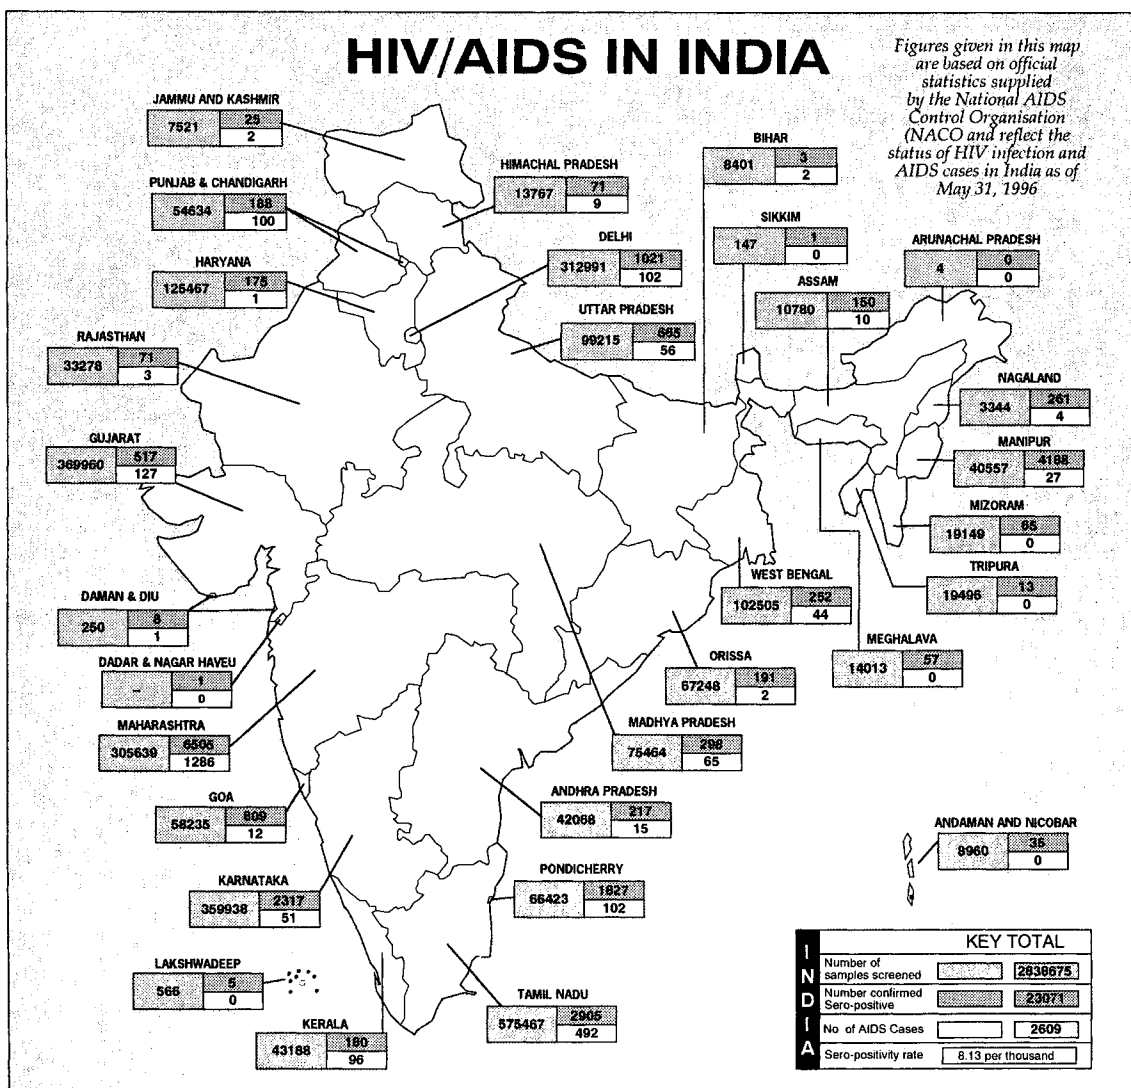 HIV/AIDS IN INDIA
Figures given in this map
are based on official
statistics supplied
by the National AIDS
Control Organisation
(NACO and reflect the
status of HIV infection and
AIDS cases in India as of
May 31, 1996
JAMMU AND KASHMIR
7521 25
2
PUNJAB & CHANDIGARH
54634 188
100
HARYANA
125467 175
1
RAJASTHAN
33278 71
3
GUJARAT
369960 517
127
DAMAN & DIU
250 8
1
DADAR & NAGAR HAVEU
– 1
0
MAHARASHTRA
305639 6505
1286
GOA
58235 809
12
KARNATAKA
359938 2317
51
LAKSHWADEEP
566 5
0
KERALA
43188 180
96
HIMACHAL PRADESH
13767 71
9
DELHI
312991 1021
102
UTTAR PRADESH
99215 665
56
BIHAR
8401 3
2
SIKKIM
147 1
0
ASSAM
10780 150
10
ARUNACHAL PRADESH
4 0
0
NAGALAND
3344 261
4
MANIPUR
40557 4188
27
MIZORAM
19149 65
0
TRIPURA
19496 13
0
MEGHALAVA
14013 57
0
WEST BENGAL
102505 252
44
ORISSA
67248 191
2
MADHYA PRADESH
75464 298
65
ANDHRA PRADESH
42068 217
15
PONDICHERRY
66423 1827
102
TAMIL NADU
575467 2905
492
ANDAMAN AND NICOBAR
8960 35
0
INDIA
KEY TOTAL
Number of
samples screened 2838675
Number confirmed
Sero-positive 23071
No of AIDS Cases 2609
Sero-positivity rate 8.13 per thousand